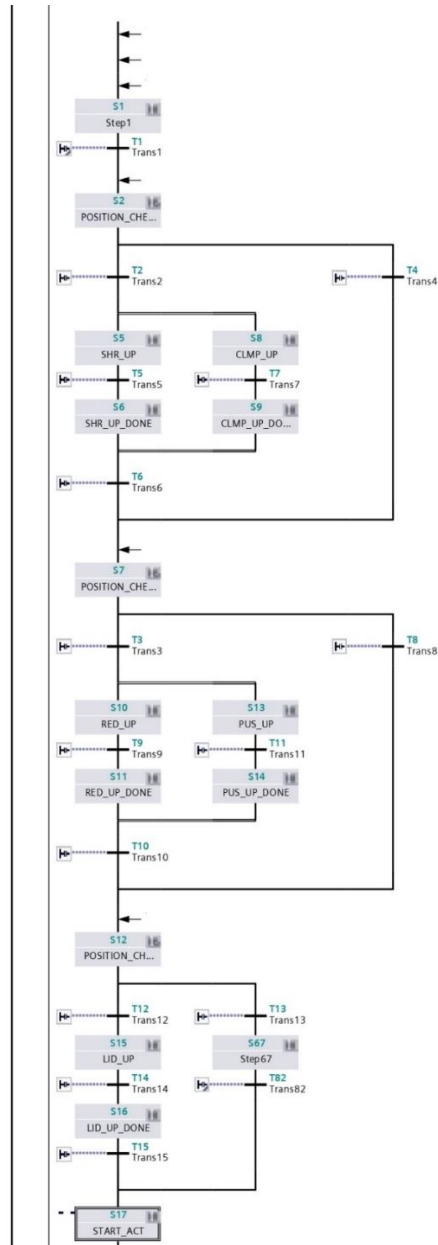 S1
Step1
T1
Trans1
S2
POSITION_CHE...
T2
Trans2
T4
Trans4
S5
SHR_UP
S8
CLMP_UP
T5
Trans5
T7
Trans7
S6
SHR_UP_DONE
S9
CLMP_UP_DO...
T6
Trans6
S7
POSITION_CHE...
T3
Trans3
T8
Trans8
S10
RED_UP
S13
PUS_UP
T9
Trans9
T11
Trans11
S11
RED_UP_DONE
S14
PUS_UP_DONE
T10
Trans10
S12
POSITION_CH...
T12
Trans12
T13
Trans13
S15
LID_UP
S67
Step67
T14
Trans14
T82
Trans82
S16
LID_UP_DONE
T15
Trans15
S17
START_ACT